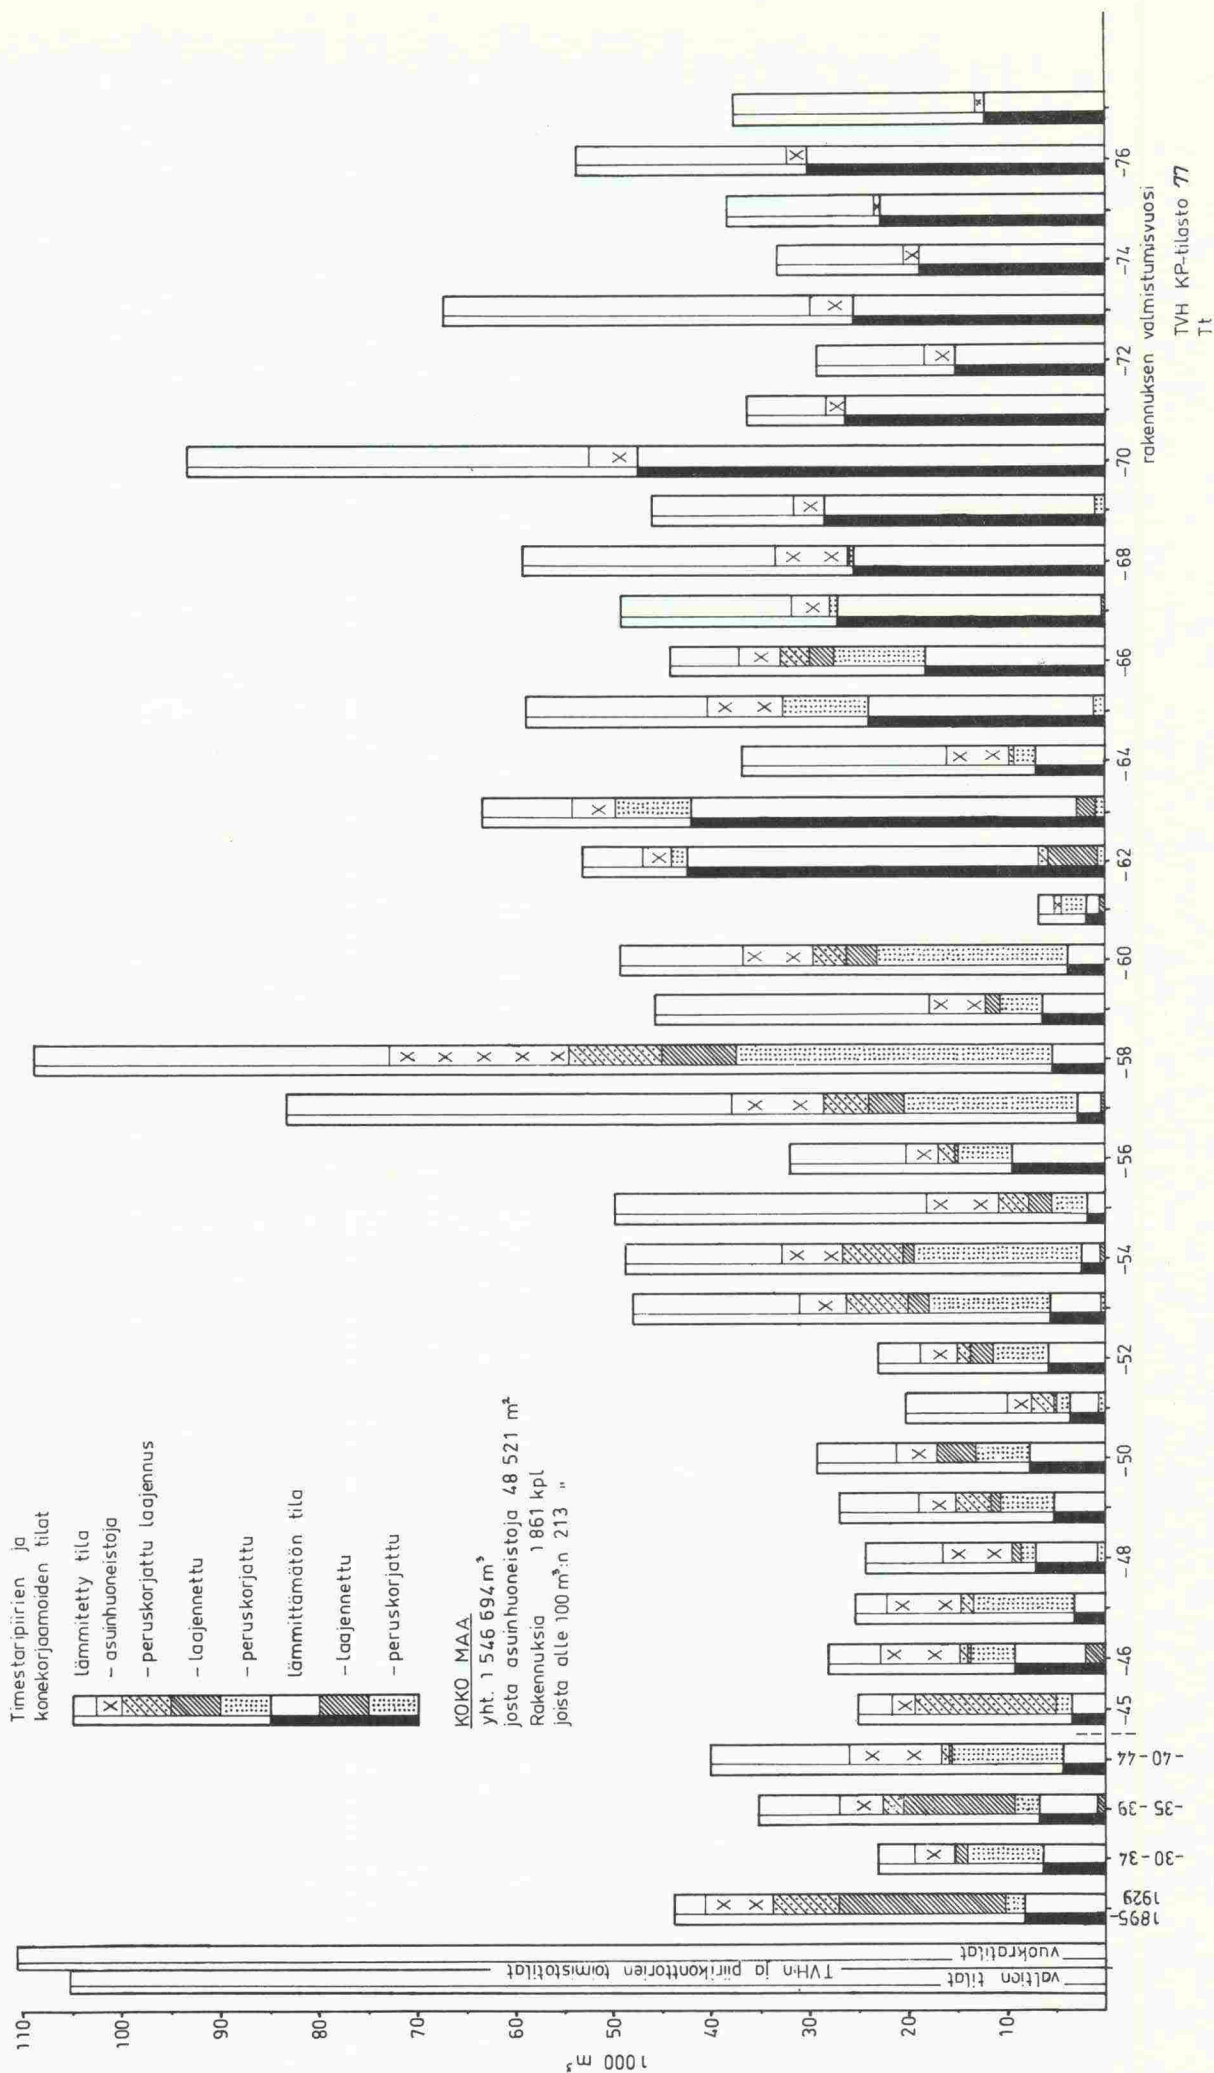 Timestaripiirien ja
konekorjaamoiden tilat
lämmitetty tila
- asuinhuoneistoja
- peruskorjattu laajennus
- laajennettu
- peruskorjattu
lämmittämätön tila
- laajennettu
- peruskorjattu
KOKO MAA
yht. 1 546 694 m³
josta asuinhuoneistoja 48 521 m²
Rakennuksia 1 861 kpl
joista alle 100 m³:n 213 "
1 000 m³
110
100
90
80
70
60
50
40
30
20
10
valtion tilat
TVH:n ja piirikonttorien toimistotilat
vuokratilat
1895-
1929
-30-34
-35-39
-40-44
-45
-46
-48
-50
-52
-54
-56
-58
-60
-62
-64
-66
-68
-70
-72
-74
-76
rakennuksen valmistumisvuosi
TVH KP-tilasto 77
Tt